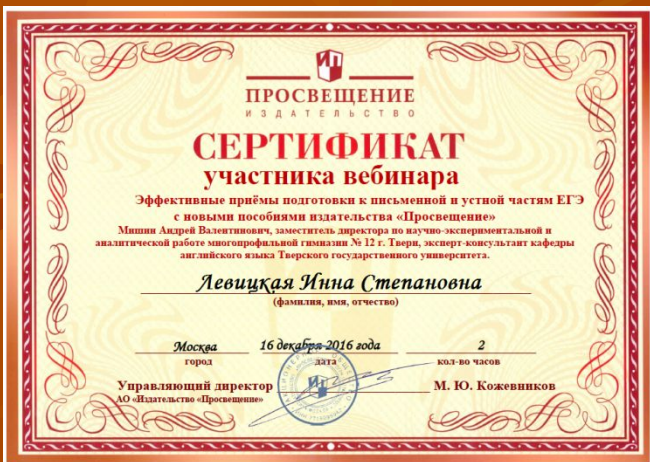 ПРОСВЕЩЕНИЕ
ИЗДАТЕЛЬСТВО
СЕРТИФИКАТ
участника вебинара
Эффективные приёмы подготовки к письменной и устной частям ЕГЭ
с новыми пособиями издательства «Просвещение»
Мишин Андрей Валентинович, заместитель директора по научно-экспериментальной и
аналитической работе многопрофильной гимназии № 12 г. Твери, эксперт-консультант кафедры
английского языка Тверского государственного университета.
Левицкая Инна Степановна
(фамилия, имя, отчество)
Москва 16 декабря 2016 года 2
город дата кол-во часов
Управляющий директор М. Ю. Кожевников
АО «Издательство «Просвещение»